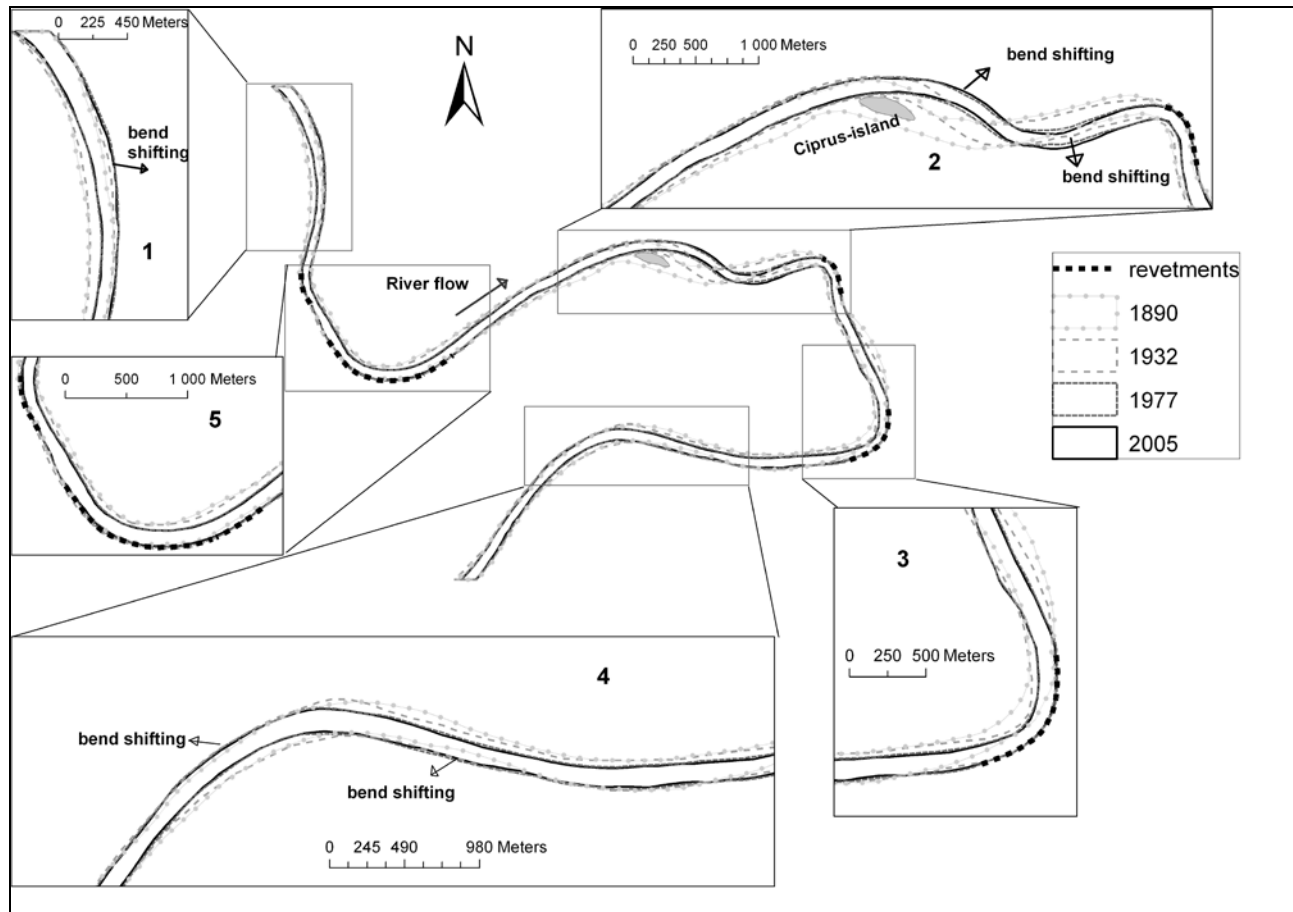 0 225 450 Meters
bend
shifting
1
N
0 250 500 1 000 Meters
bend shifting
Ciprus-island
2
bend shifting
River flow
revetments
1890
1932
1977
2005
0 500 1 000 Meters
5
3
0 250 500 Meters
4
bend shifting
bend shifting
0 245 490 980 Meters